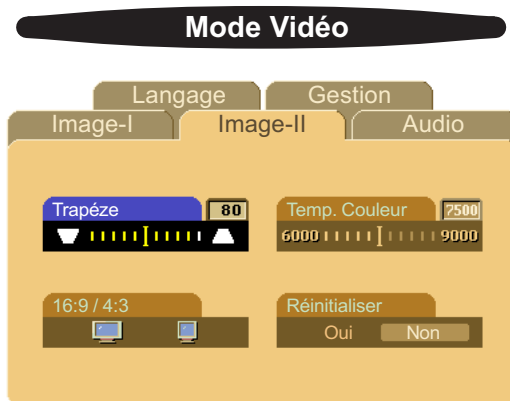 Mode Vidéo
Langage Gestion
Image-I Image-II Audio
Trapéze 80 Temp. Couleur 7500
6000 9000
16:9 / 4:3 Réinitialiser
Oui Non